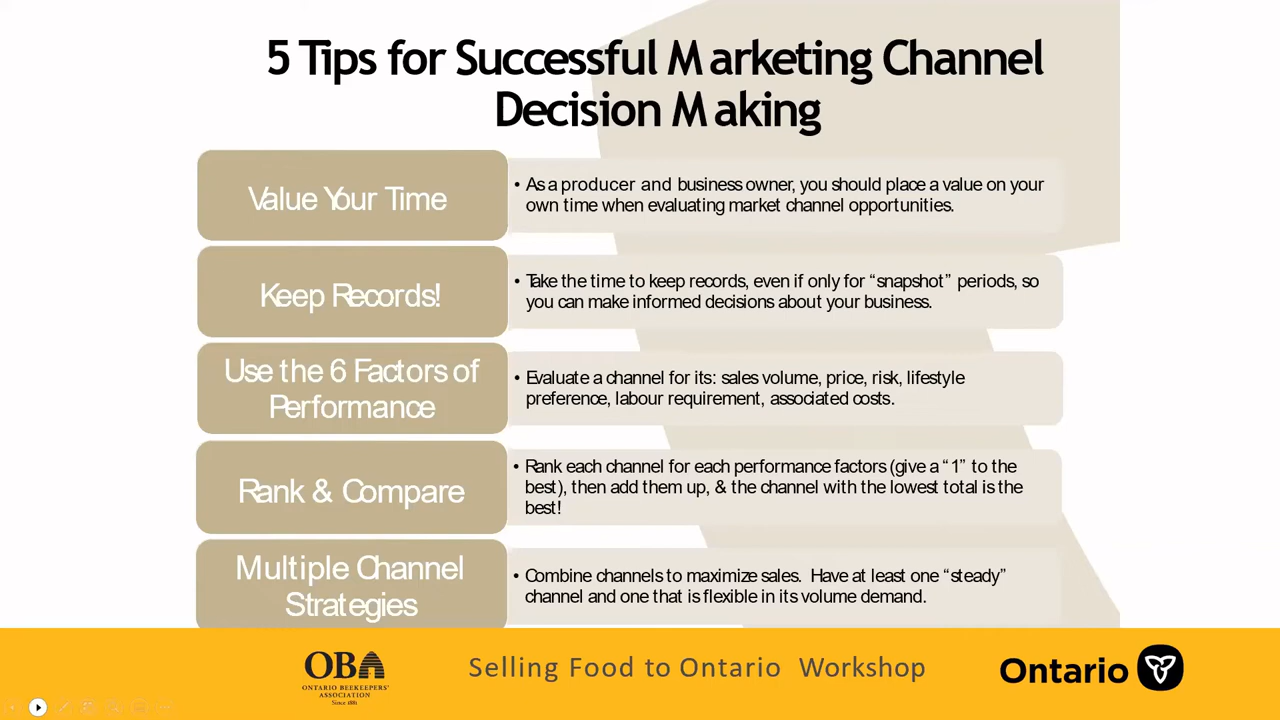 5 Tips for Successful Marketing Channel
Decision Making
Value Your Time
• As a producer and business owner, you should place a value on your
own time when evaluating market channel opportunities.
Keep Records!
• Take the time to keep records, even if only for “snapshot” periods, so
you can make informed decisions about your business.
Use the 6 Factors of
Performance
• Evaluate a channel for its: sales volume, price, risk, lifestyle
preference, labour requirement, associated costs.
Rank & Compare
• Rank each channel for each performance factors (give a “1” to the
best), then add them up, & the channel with the lowest total is the
best!
Multiple Channel
Strategies
• Combine channels to maximize sales. Have at least one “steady”
channel and one that is flexible in its volume demand.
OBA
ONTARIO BEEKEEPERS'
ASSOCIATION
Since 1881
Selling Food to Ontario Workshop
Ontario